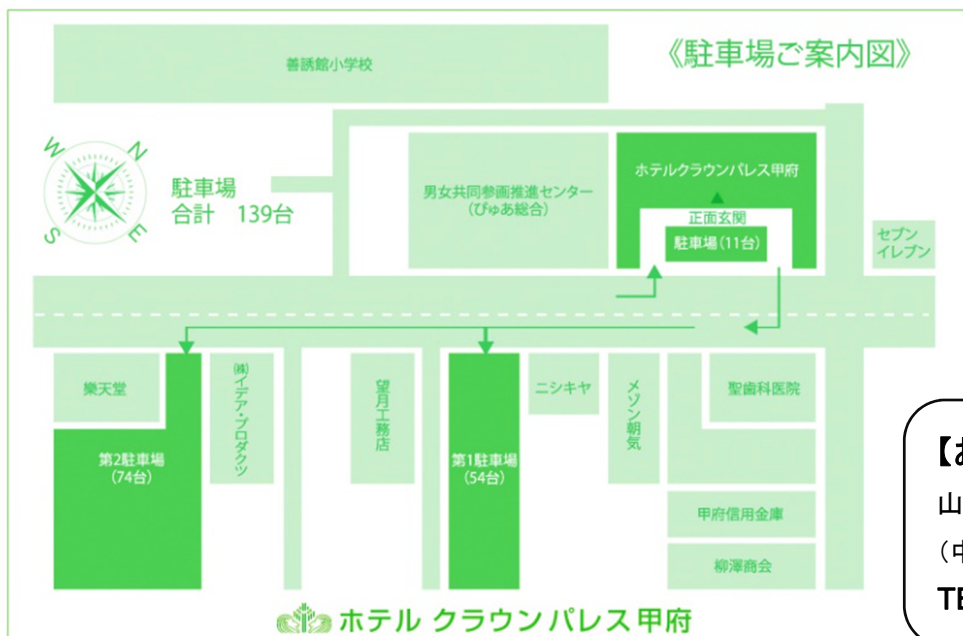 《駐車場ご案内図》
善誘館小学校
W
N
S
E
駐車場
合計 139台
男女共同参画推進センター
(ぴゅあ総合)
ホテルクラウンパレス甲府
正面玄関
駐車場(11台)
セブン
イレブン
樂天堂
㈱イデア・プロダクツ
望月工務店
ニシキヤ
メゾン朝気
聖歯科医院
第2駐車場
(74台)
第1駐車場
(54台)
甲府信用金庫
柳澤商会
ホテル クラウンパレス 甲府
【お
山
(中
TE